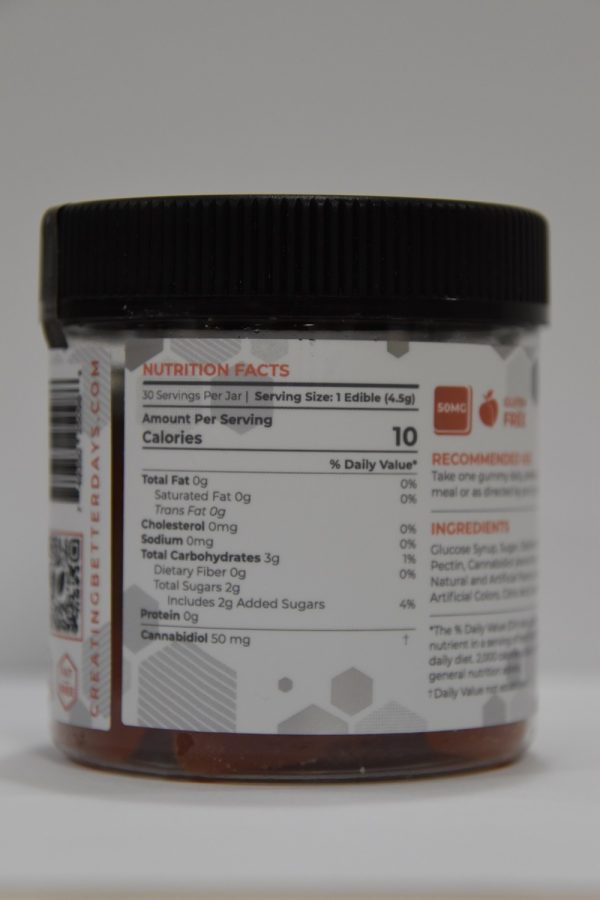 CREATINGBETTERDAYS.COM
FAT
FREE
NUTRITION FACTS
30 Servings Per Jar | Serving Size: 1 Edible (4.5g)
Amount Per Serving
Calories 10
% Daily Value*
Total Fat 0g 0%
Saturated Fat 0g 0%
Trans Fat 0g
Cholesterol 0mg 0%
Sodium 0mg 0%
Total Carbohydrates 3g 1%
Dietary Fiber 0g 0%
Total Sugars 2g
Includes 2g Added Sugars 4%
Protein 0g
Cannabidiol 50 mg †
50MG
GLUTEN
FREE
RECOMMENDED
Take one gummy daily
meal or as directed by
INGREDIENTS
Glucose Syrup, Sugar,
Pectin, Cannabidiol
Natural and Artificial
Artificial Colors, Citric
*The % Daily Value (DV)
nutrient in a serving of
daily diet. 2,000
general nutrition
†Daily Value not